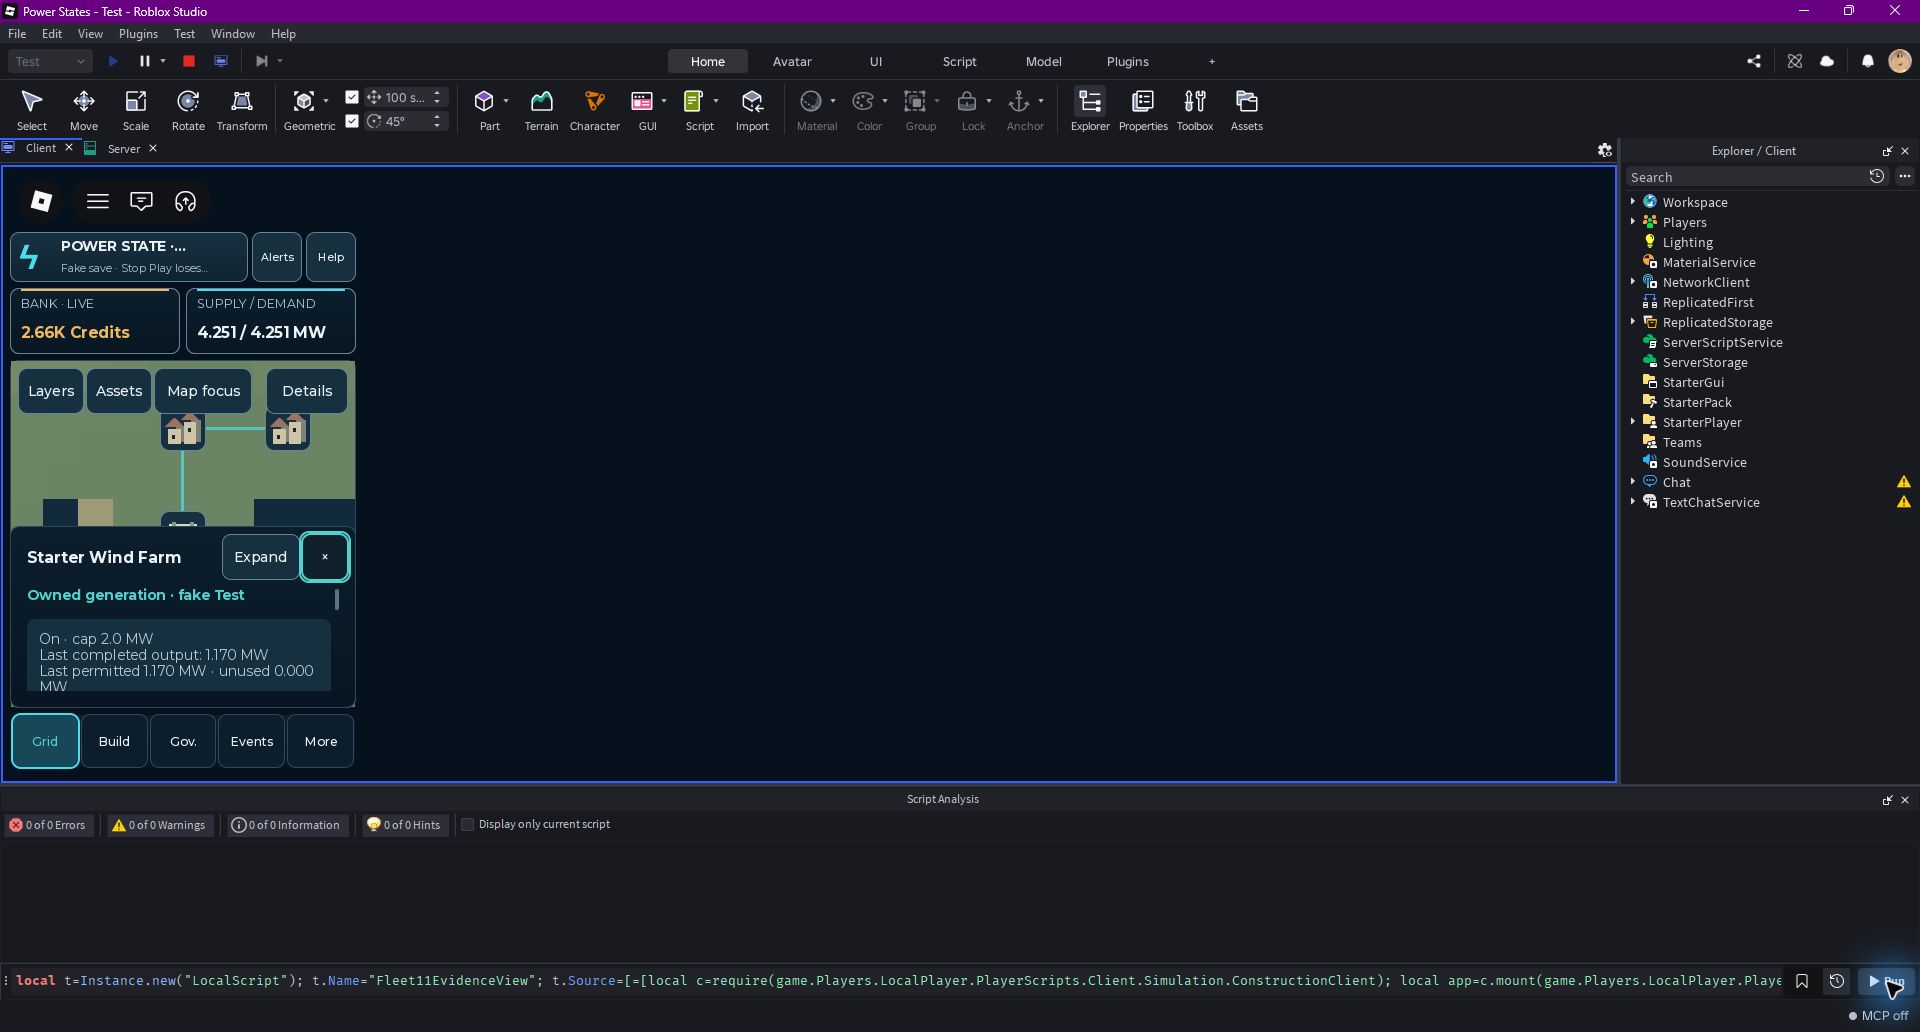 Power States - Test - Roblox Studio
File Edit View Plugins Test Window Help
Test
Home Avatar UI Script Model Plugins +
100 s...
45°
Select Move Scale Rotate Transform Geometric Part Terrain Character GUI Script Import Material Color Group Lock Anchor Explorer Properties Toolbox Assets
Client Server
Explorer / Client
Search
Workspace
Players
Lighting
MaterialService
NetworkClient
ReplicatedFirst
ReplicatedStorage
ServerScriptService
ServerStorage
StarterGui
StarterPack
StarterPlayer
Teams
SoundService
Chat
TextChatService
POWER STATE ·...
Fake save · Stop Play loses...
Alerts
Help
BANK · LIVE
2.66K Credits
SUPPLY / DEMAND
4.251 / 4.251 MW
Layers Assets Map focus Details
Starter Wind Farm
Expand
×
Owned generation · fake Test
On · cap 2.0 MW
Last completed output: 1.170 MW
Last permitted 1.170 MW · unused 0.000
MW
Grid Build Gov. Events More
Script Analysis
0 of 0 Errors 0 of 0 Warnings 0 of 0 Information 0 of 0 Hints Display only current script
local t=Instance.new("LocalScript"); t.Name="Fleet11EvidenceView"; t.Source=[=[local c=require(game.Players.LocalPlayer.PlayerScripts.Client.Simulation.ConstructionClient); local app=c.mount(game.Players.LocalPlayer.Playe
MCP off